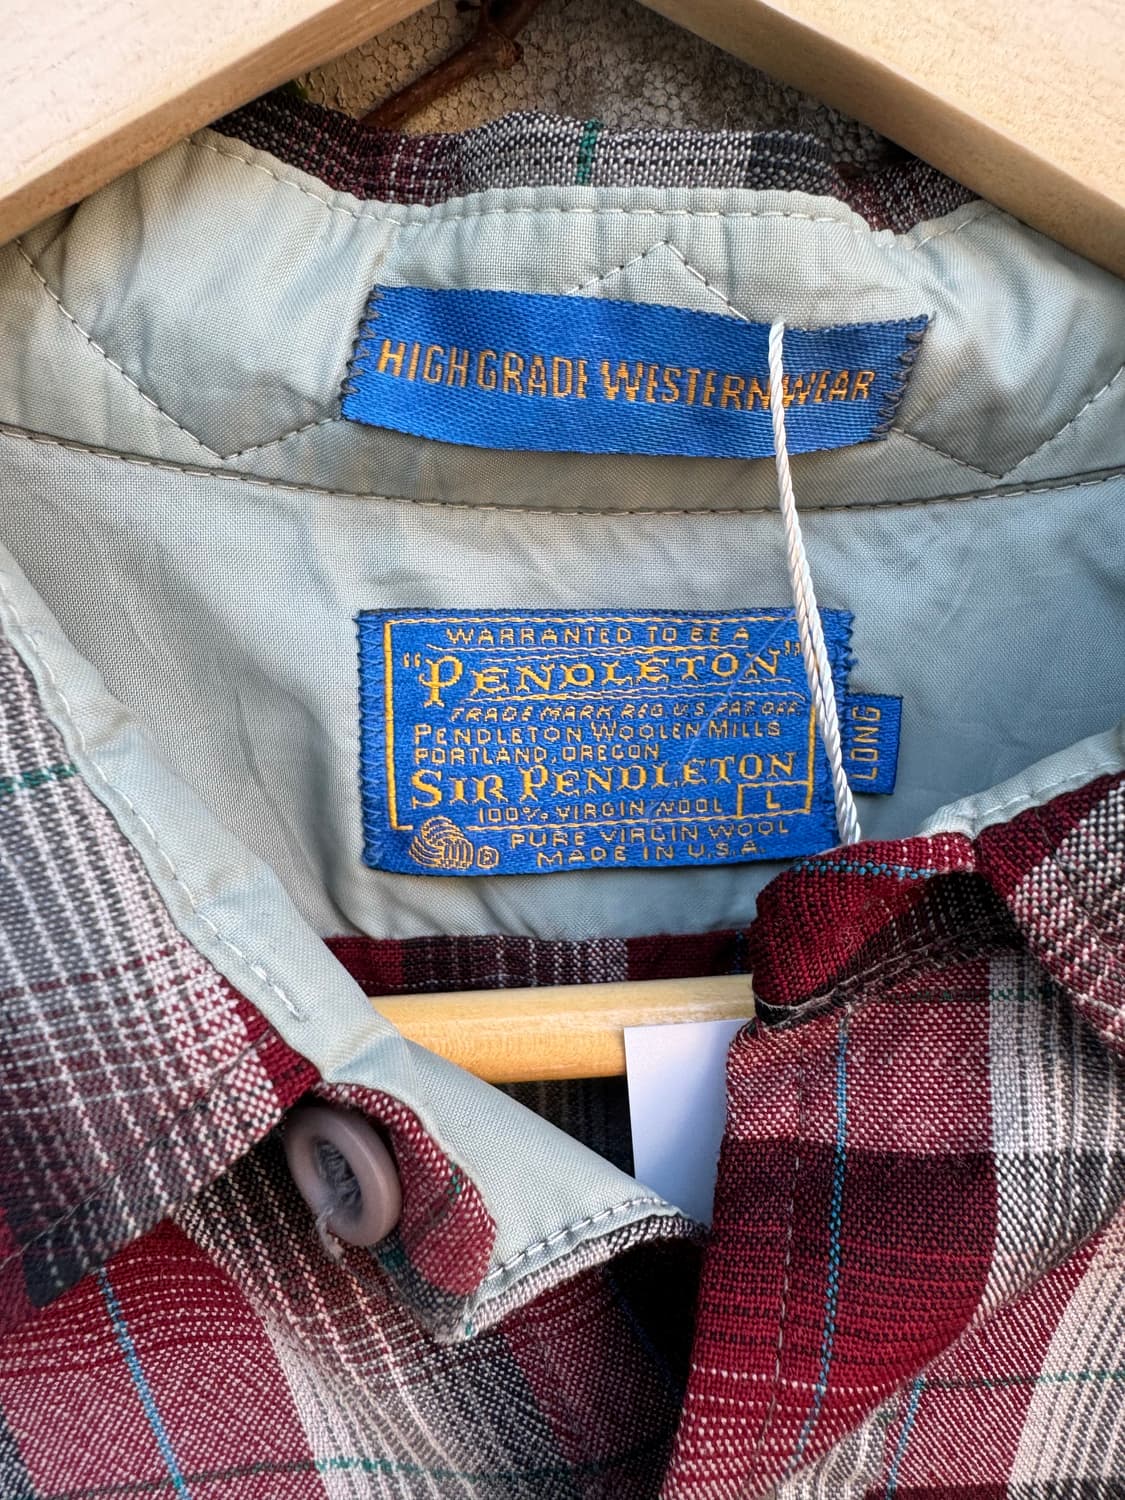 HIGH GRADE WESTERN WEAR
WARRANTED TO BE A
"PENDLETON"
TRADE MARK REG U.S. PAT OFF
PENDLETON WOOLEN MILLS
PORTLAND, OREGON
SIR PENDLETON
100% VIRGIN WOOL L
PURE VIRGIN WOOL
MADE IN U.S.A.
LONG